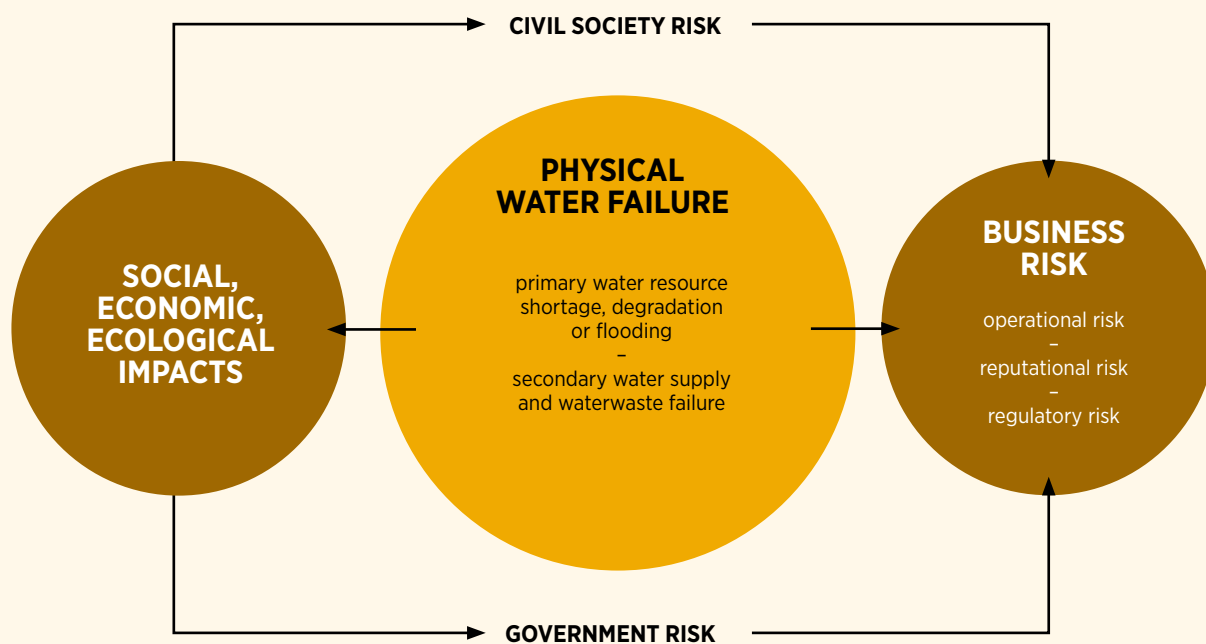 CIVIL SOCIETY RISK
SOCIAL,
ECONOMIC,
ECOLOGICAL
IMPACTS
PHYSICAL
WATER FAILURE
primary water resource
shortage, degradation
or flooding
–
secondary water supply
and waterwaste failure
BUSINESS
RISK
operational risk
–
reputational risk
–
regulatory risk
GOVERNMENT RISK